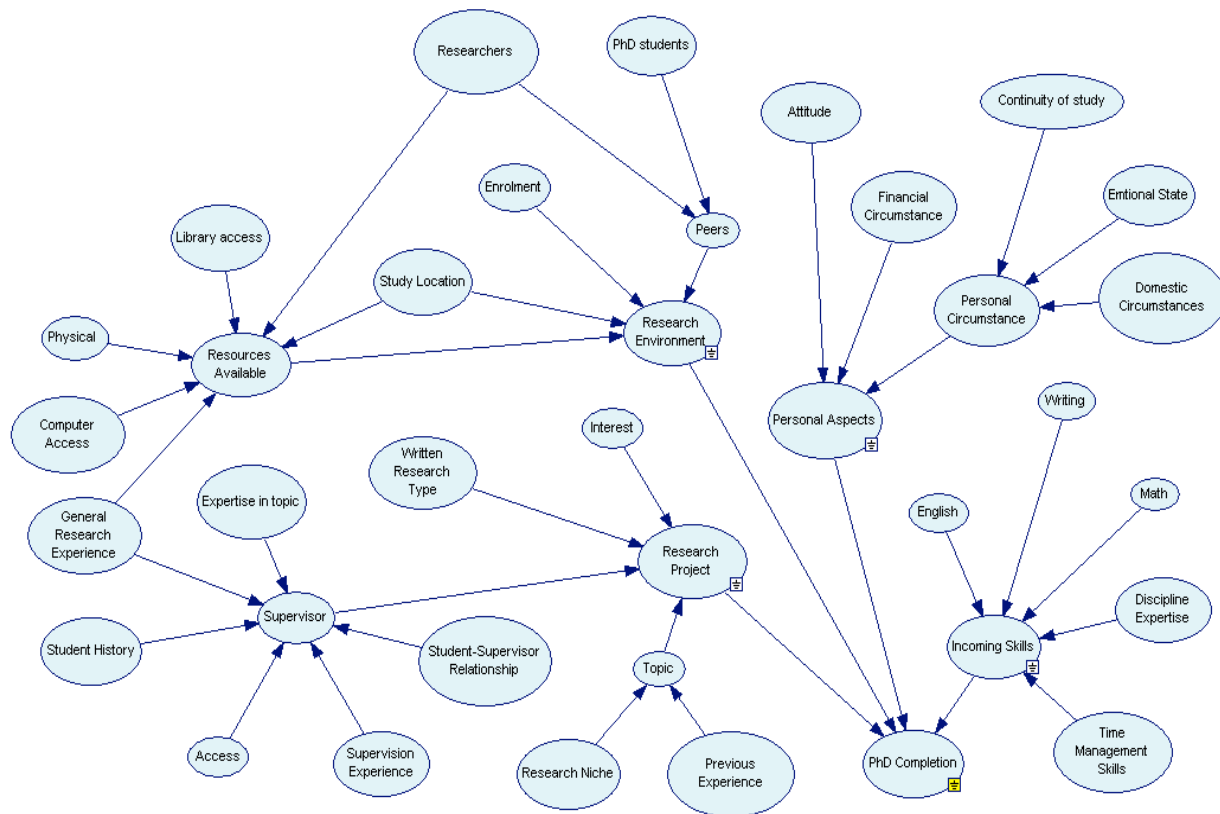 Researchers
PhD students
Attitude
Continuity of study
Enrolment
Financial
Circumstance
Emtional State
Library access
Peers
Study Location
Domestic
Circumstances
Personal
Circumstance
Research
Environment
Physical
Resources
Available
Computer
Access
Interest
Personal Aspects
Writing
Written
Research
Type
Expertise in topic
Math
English
General
Research
Experience
Research
Project
Discipline
Expertise
Supervisor
Student History
Student-Supervisor
Relationship
Topic
Incoming Skills
Access
Supervision
Experience
Research Niche
Previous
Experience
PhD Completion
Time
Management
Skills